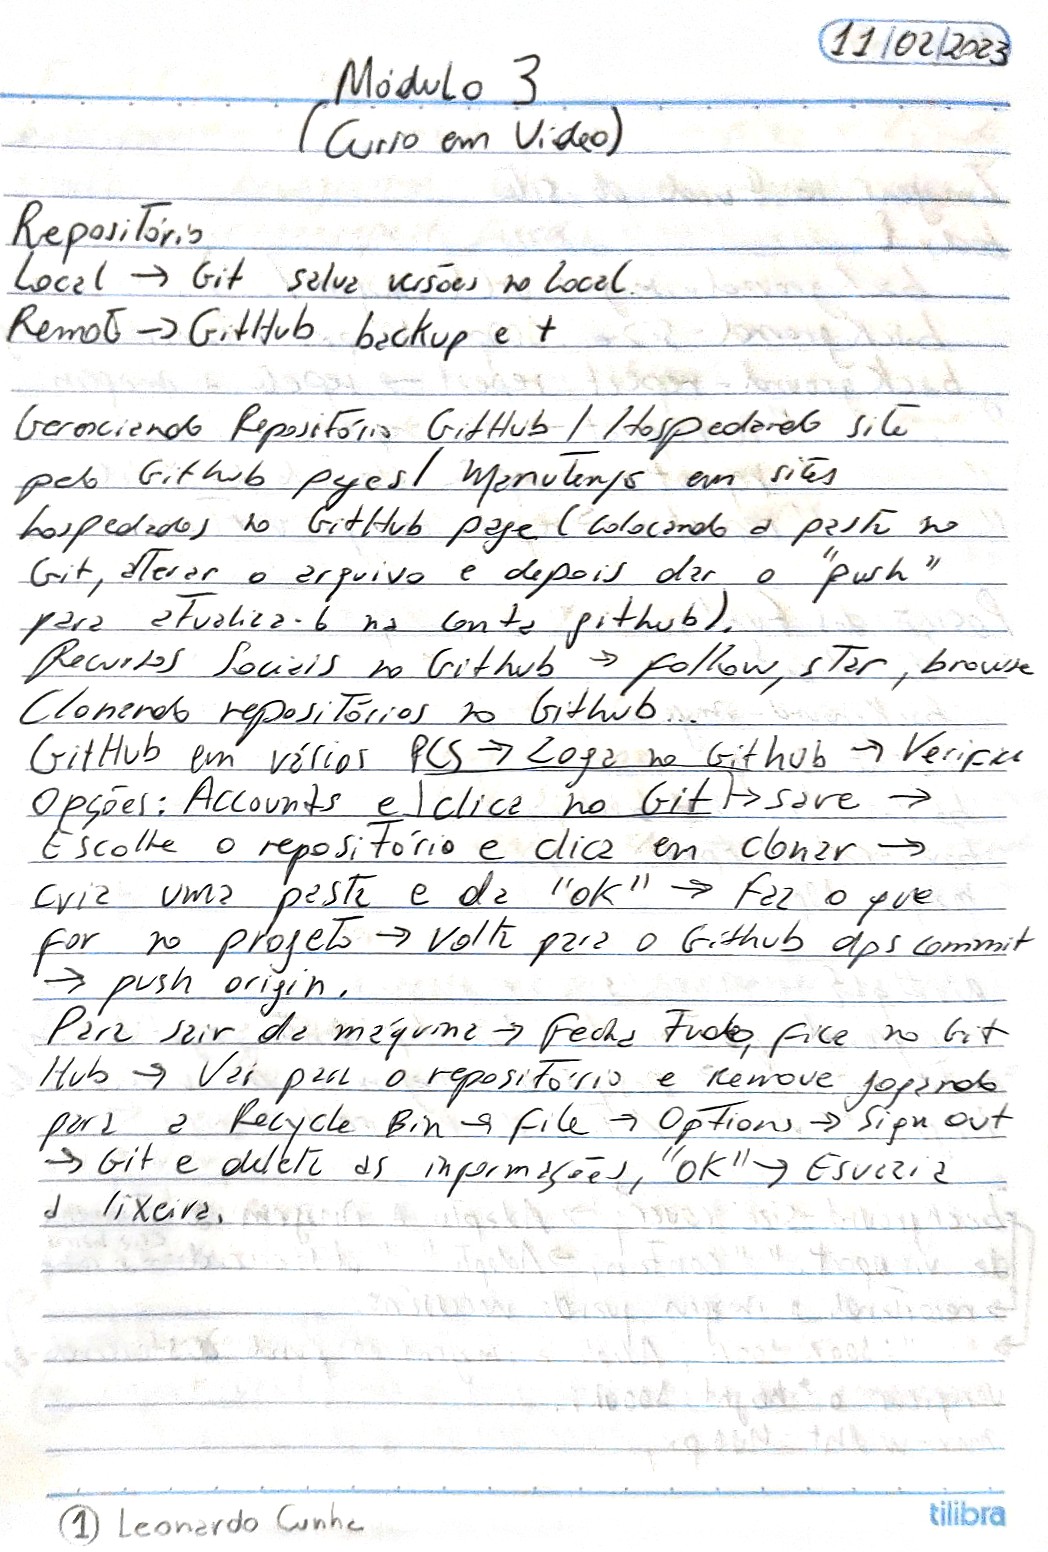 11/02/2023
Módulo 3
(Curso em Video)
Repositório
Local → Git salva versões no local.
Remoto → GitHub backup e +
Gerenciando Repositório GitHub / Hospedando site
pelo Github pages / Manutenção em sites
hospedados no GitHub page (colocando a pasta no
Git, alterar o arquivo e depois dar o "push"
para atualiza-lo na conta github).
Recursos Sociais no Github → follow, star, browse
Clonando repositórios no Github.
GitHub em vários PCS → Loga no Github → Verifica
Opções: Accounts e clica no Git → save →
Escolhe o repositório e clica em clonar →
cria uma pasta e da "OK" → Faz o que
for no projeto → Volta para o Github dps commit
→ push origin.
Para sair da máquina → Fecha Tudo, fica no Git
Hub → Vai para o repositório e Remove jogando
para a Recycle Bin → File → Options → Sign out
→ Git e delete as informações, "OK" → Esvazia
a lixeira.
1 Leonardo Cunha
tilibra